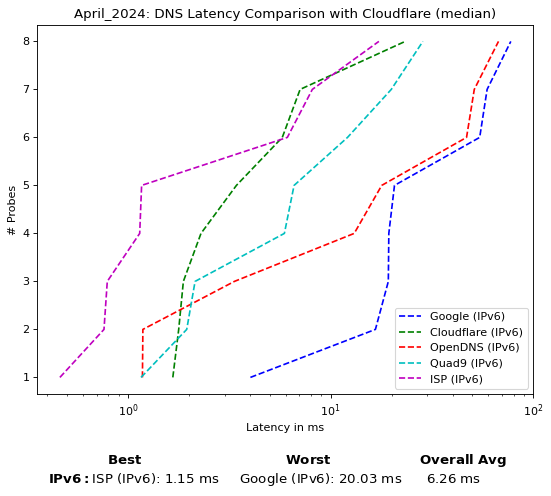 April_2024: DNS Latency Comparison with Cloudflare (median)
8
7
6
5
4
3
2
1
# Probes
10^0
10^1
10^2
Latency in ms
Google (IPv6)
Cloudflare (IPv6)
OpenDNS (IPv6)
Quad9 (IPv6)
ISP (IPv6)
Best Worst Overall Avg
IPv6: ISP (IPv6): 1.15 ms Google (IPv6): 20.03 ms 6.26 ms